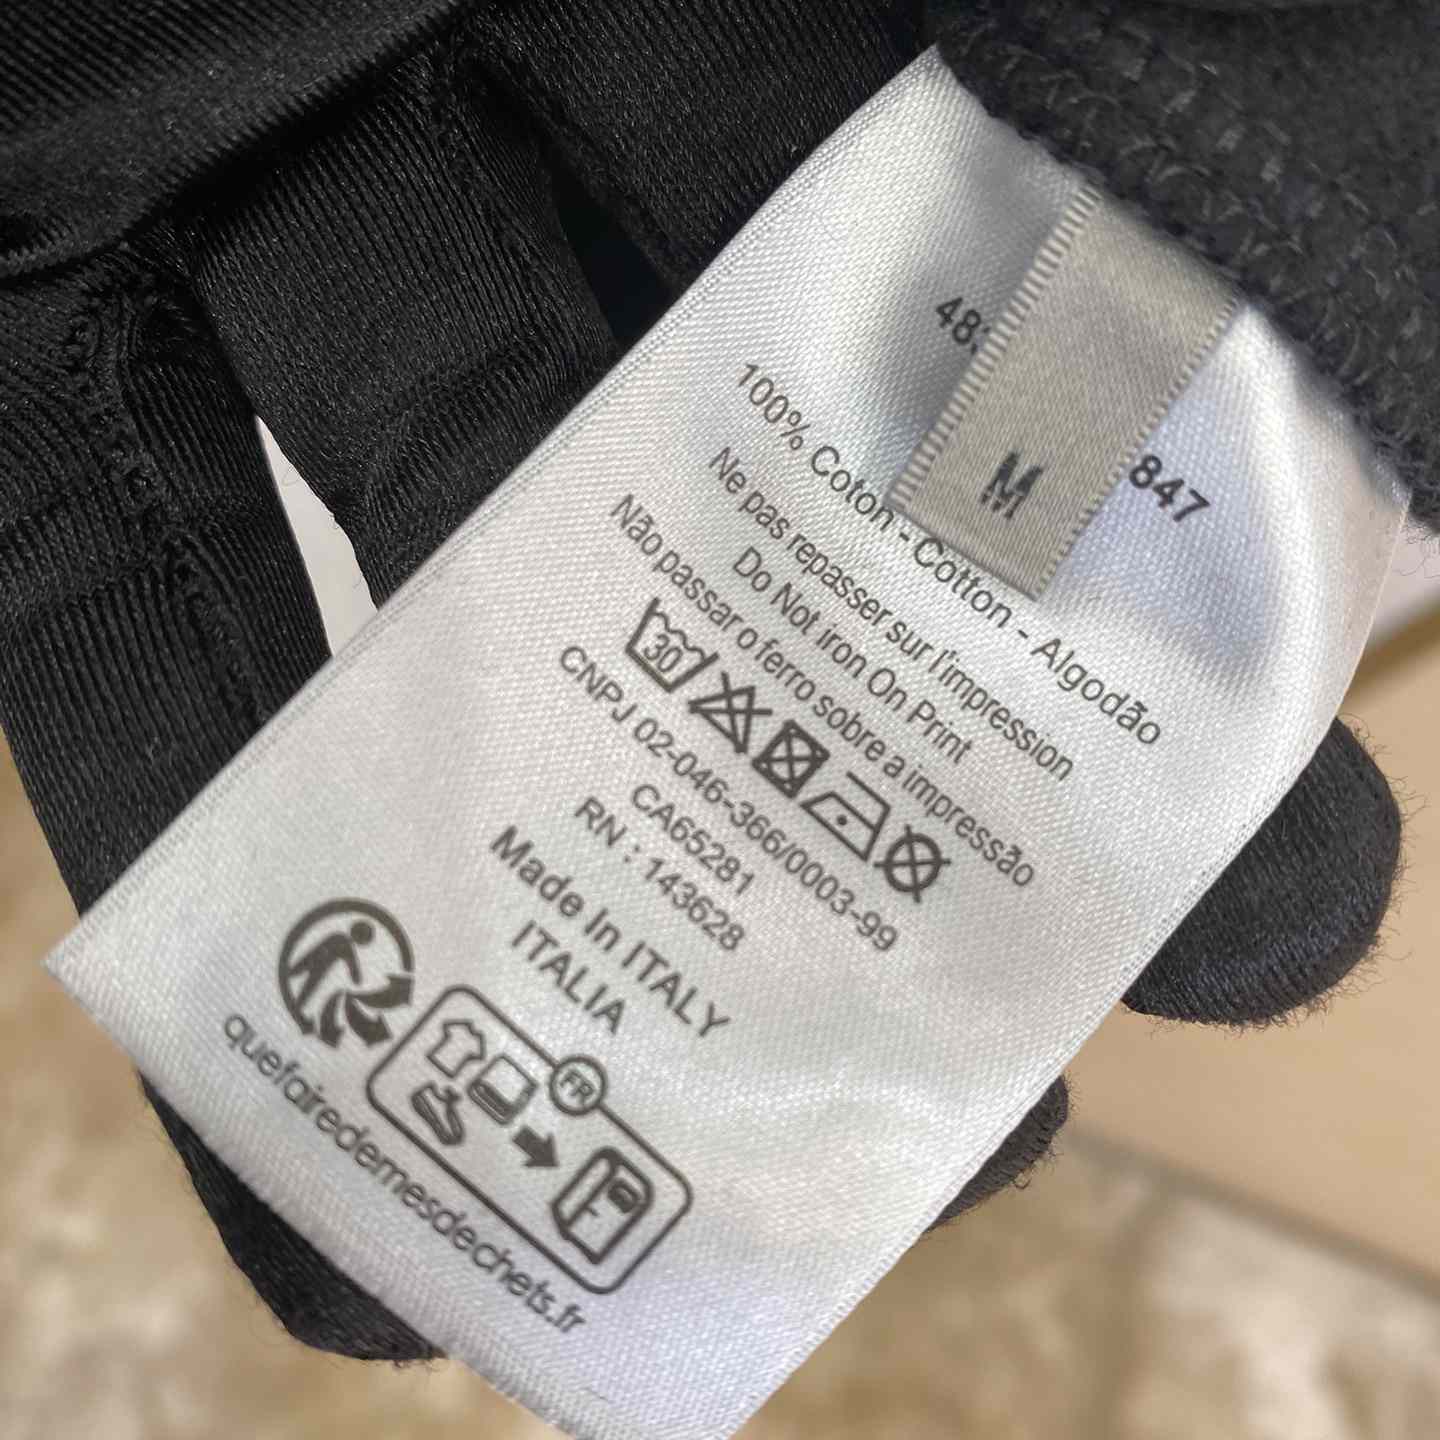 M
847
100% Coton - Cotton - Algodão
Ne pas repasser sur l'impression
Do Not iron On Print
Não passar o ferro sobre a impressão
30
CNPJ 02-046-366/0003-99
CA65281
RN : 143628
Made In ITALY
ITALIA
FR
quefairedemesdechets.fr